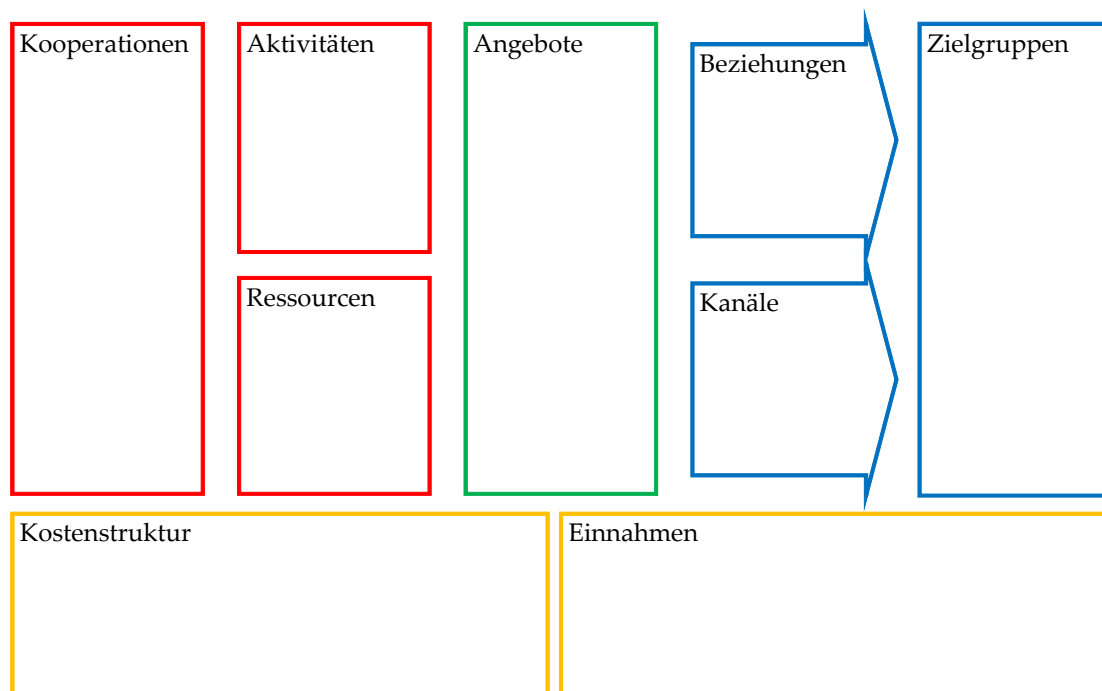 Kooperationen
Aktivitäten
Angebote
Beziehungen
Zielgruppen
Ressourcen
Kanäle
Kostenstruktur
Einnahmen